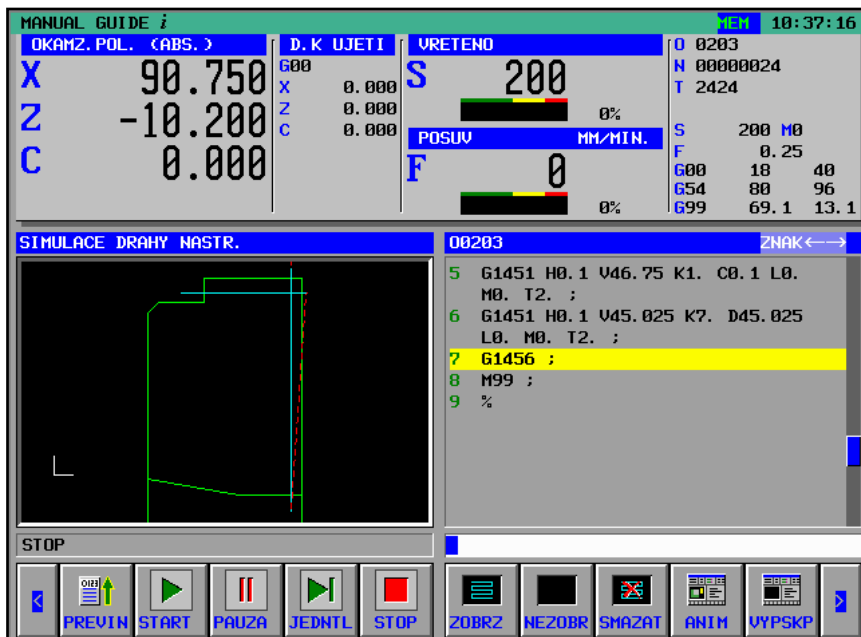 MANUAL GUIDE i MEM 10:37:16
OKAMZ.POL. (ABS.) D.K UJETI VRETENO O 0203
X 90.750 G00 S 200 N 00000024
X 0.000 T 2424
Z -10.200 Z 0.000 0%
C 0.000 POSUV MM/MIN. S 200 M0
C 0.000 F 0 F 0.25
G00 18 40
G54 80 96
0% G99 69.1 13.1
SIMULACE DRAHY NASTR. O0203 ZNAK←→
5 G1451 H0.1 V46.75 K1. C0.1 L0.
M0. T2. ;
6 G1451 H0.1 V45.025 K7. D45.025
L0. M0. T2. ;
7 G1456 ;
8 M99 ;
9 %
STOP
< 0123 PREVIN START PAUZA JEDNTL STOP ZOBRZ NEZOBR SMAZAT ANIM VYPSKP >